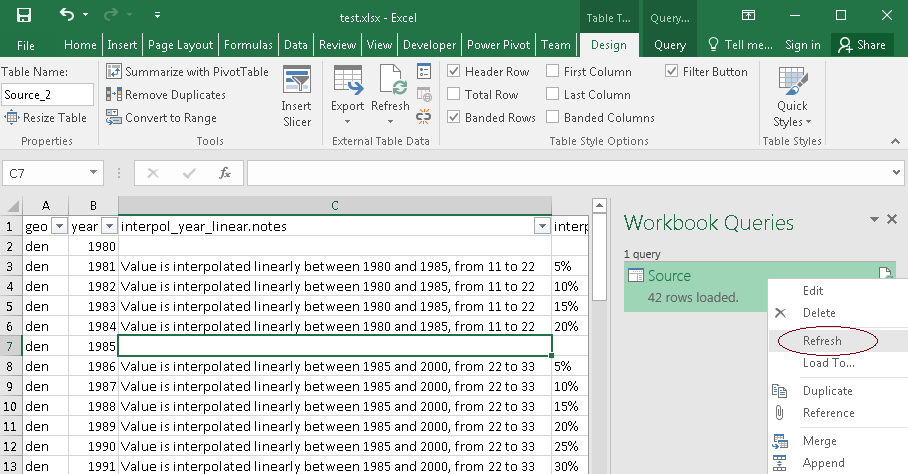 test.xlsx - Excel
Table T...
Query...
File Home Insert Page Layout Formulas Data Review View Developer Power Pivot Team Design Query Tell me... Sign in Share
Table Name:
Source_2
Resize Table
Properties
Summarize with PivotTable
Remove Duplicates
Convert to Range
Insert
Slicer
Tools
Export
Refresh
External Table Data
Header Row
First Column
Filter Button
Total Row
Last Column
Banded Rows
Banded Columns
Table Style Options
Quick
Styles
Table Styles
C7
fx
A B C
1 geo year interpol_year_linear.notes interp
2 den 1980
3 den 1981 Value is interpolated linearly between 1980 and 1985, from 11 to 22 5%
4 den 1982 Value is interpolated linearly between 1980 and 1985, from 11 to 22 10%
5 den 1983 Value is interpolated linearly between 1980 and 1985, from 11 to 22 15%
6 den 1984 Value is interpolated linearly between 1980 and 1985, from 11 to 22 20%
7 den 1985
8 den 1986 Value is interpolated linearly between 1985 and 2000, from 22 to 33 5%
9 den 1987 Value is interpolated linearly between 1985 and 2000, from 22 to 33 10%
10 den 1988 Value is interpolated linearly between 1985 and 2000, from 22 to 33 15%
11 den 1989 Value is interpolated linearly between 1985 and 2000, from 22 to 33 20%
12 den 1990 Value is interpolated linearly between 1985 and 2000, from 22 to 33 25%
13 den 1991 Value is interpolated linearly between 1985 and 2000, from 22 to 33 30%
Workbook Queries
1 query
Source
42 rows loaded.
Edit
Delete
Refresh
Load To...
Duplicate
Reference
Merge
Append